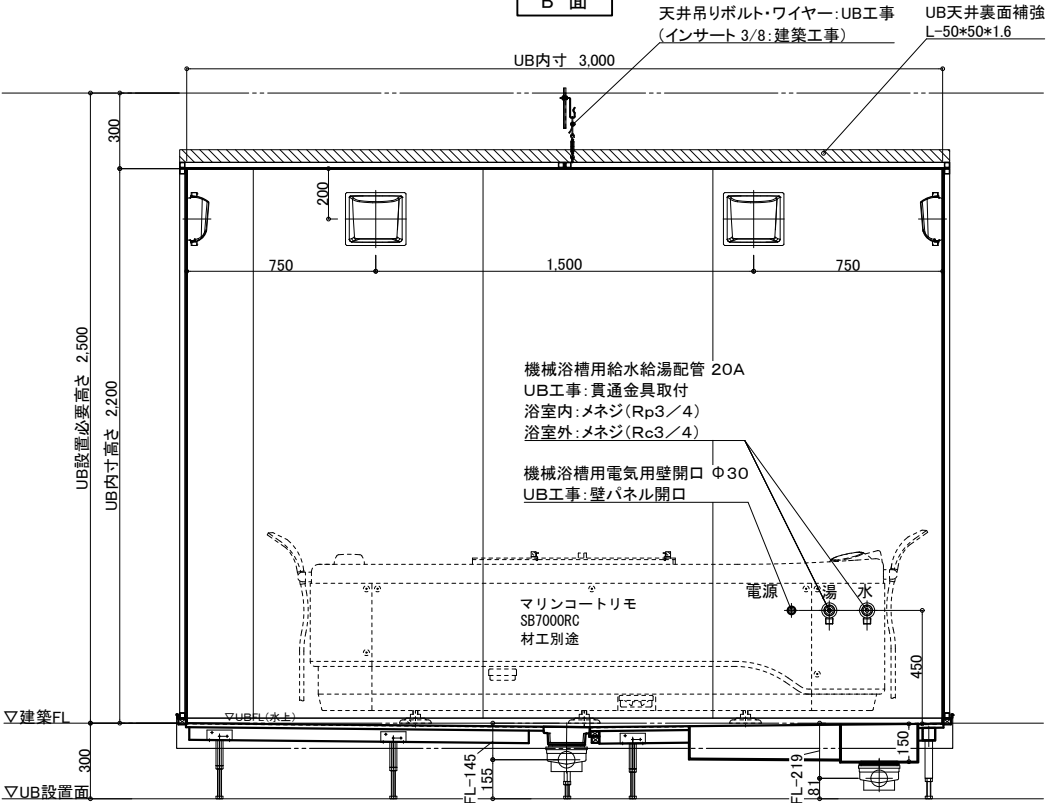 B 面
天井吊りボルト・ワイヤー：UB工事
(インサート 3/8：建築工事)
UB天井裏面補強
L-50*50*1.6
UB内寸 3,000
300
200
750
1,500
750
UB設置必要高さ 2,500
UB内寸高さ 2,200
機械浴槽用給水給湯配管 20A
UB工事：貫通金具取付
浴室内：メネジ(Rp3／4)
浴室外：メネジ(Rc3／4)
機械浴槽用電気用壁開口 Φ30
UB工事：壁パネル開口
電源
湯
水
マリンコートリモ
SB7000RC
材工別途
450
▽建築FL
▽UBFL(水上)
300
FL-145
155
FL-219
81
150
▽UB設置面